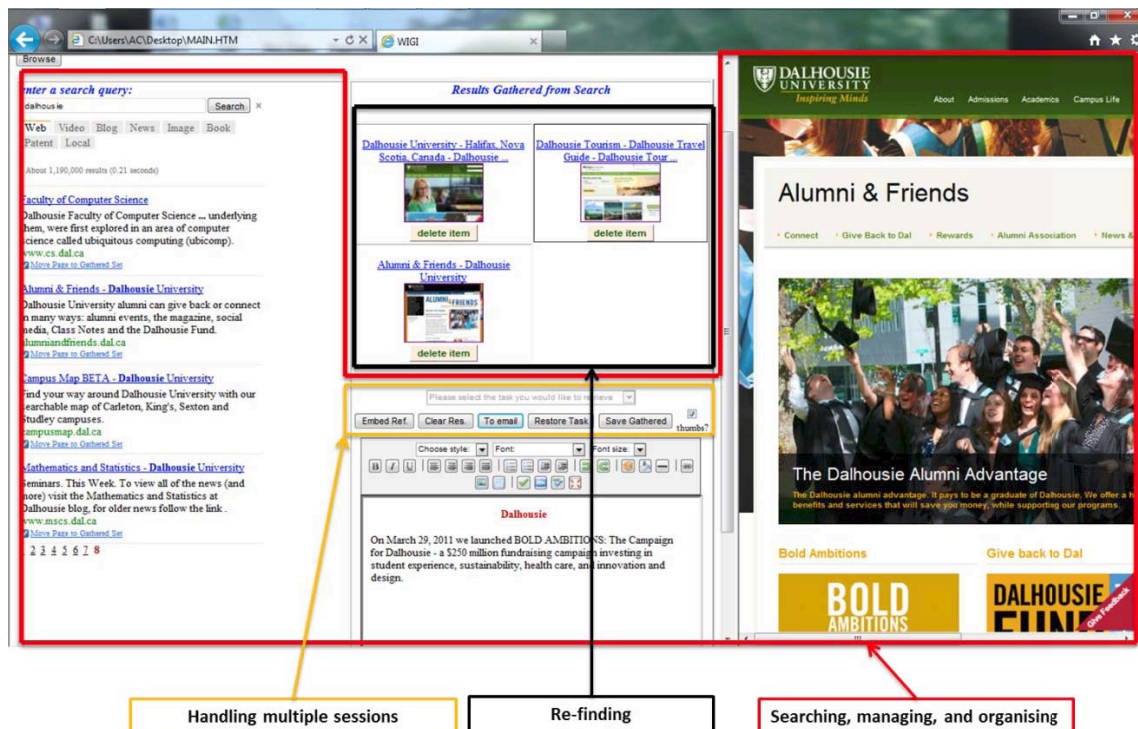 C:\Users\AC\Desktop\MAIN.HTM
WIGI
Browse
enter a search query:
dalhousie
Search
Web Video Blog News Image Book
Patent Local
About 1,190,000 results (0.21 seconds)
Faculty of Computer Science
Dalhousie Faculty of Computer Science ... underlying
them, were first explored in an area of computer
science called ubiquitous computing (ubicomp).
www.cs.dal.ca
Move Page to Gathered Set
Alumni & Friends - Dalhousie University
Dalhousie University alumni can give back or connect
in many ways: alumni events, the magazine, social
media, Class Notes and the Dalhousie Fund.
alumniandfriends.dal.ca
Move Page to Gathered Set
Campus Map BETA - Dalhousie University
Find your way around Dalhousie University with our
searchable map of Carleton, King's, Sexton and
Studley campuses.
campusmap.dal.ca
Move Page to Gathered Set
Mathematics and Statistics - Dalhousie University
Seminars. This Week. To view all of the news (and
more) visit the Mathematics and Statistics at
Dalhousie blog, for older news follow the link .
www.mscs.dal.ca
Move Page to Gathered Set
2 3 4 5 6 7 8
Results Gathered from Search
Dalhousie University - Halifax, Nova
Scotia, Canada - Dalhousie ...
delete item
Dalhousie Tourism - Dalhousie Travel
Guide - Dalhousie Tour ...
delete item
Alumni & Friends - Dalhousie
University
ALUMNI & FRIENDS
delete item
Please select the task you would like to retrieve
Embed Ref. Clear Res. To email Restore Task Save Gathered thumbs?
Choose style: Font: Font size:
B I U
Dalhousie
On March 29, 2011 we launched BOLD AMBITIONS: The Campaign
for Dalhousie - a $250 million fundraising campaign investing in
student experience, sustainability, health care, and innovation and
design.
DALHOUSIE
UNIVERSITY
Inspiring Minds
About Admissions Academics Campus Life
Alumni & Friends
Connect Give Back to Dal Rewards Alumni Association News &
The Dalhousie Alumni Advantage
The Dalhousie alumni advantage. It pays to be a graduate of Dalhousie. We offer a h
benefits and services that will save you money, while supporting our programs.
Bold Ambitions
Give back to Dal
BOLD
AMBITIONS
DALHOUSIE
FUND
Give Feedback
Handling multiple sessions
Re-finding
Searching, managing, and organising